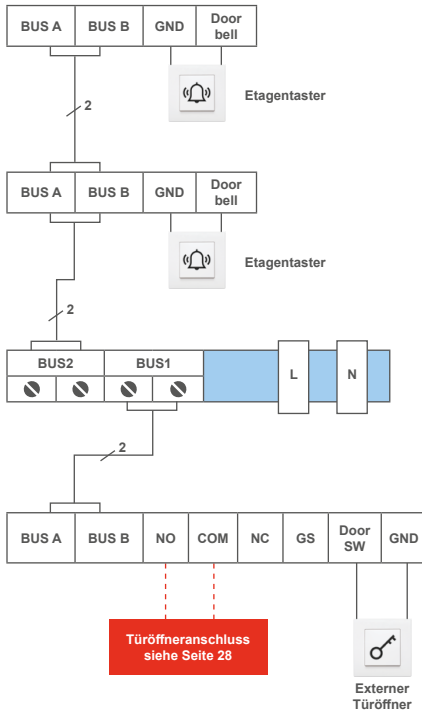 BUS A BUS B GND Door bell
Etagentaster
2
BUS A BUS B GND Door bell
Etagentaster
2
BUS2 BUS1
L N
2
BUS A BUS B NO COM NC GS Door SW GND
Türöffneranschluss
siehe Seite 28
Externer
Türöffner